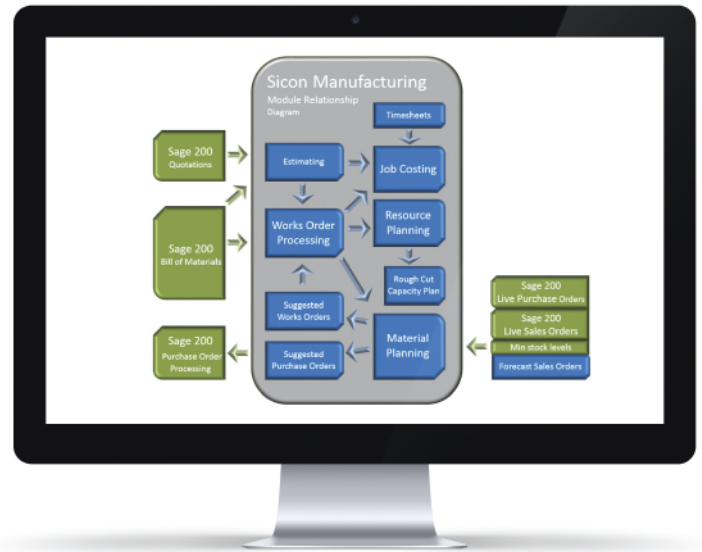 Sicon Manufacturing
Module Relationship
Diagram
Timesheets
Sage 200
Quotations
Estimating
Job Costing
Sage 200
Bill of Materials
Works Order
Processing
Resource
Planning
Rough Cut
Capacity Plan
Suggested
Works Orders
Material
Planning
Sage 200
Purchase Order
Processing
Suggested
Purchase Orders
Sage 200
Live Purchase Orders
Sage 200
Live Sales Orders
Min stock levels
Forecast Sales Orders